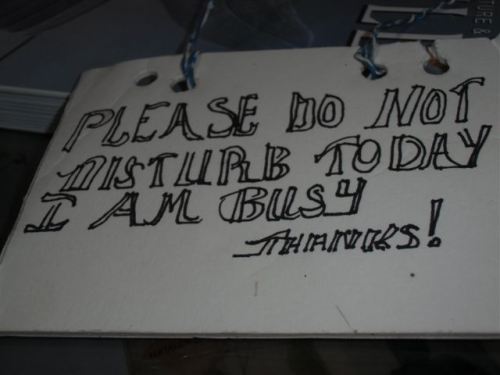 PLEASE DO NOT
DISTURB TODAY
I AM BUSY
THANKS!